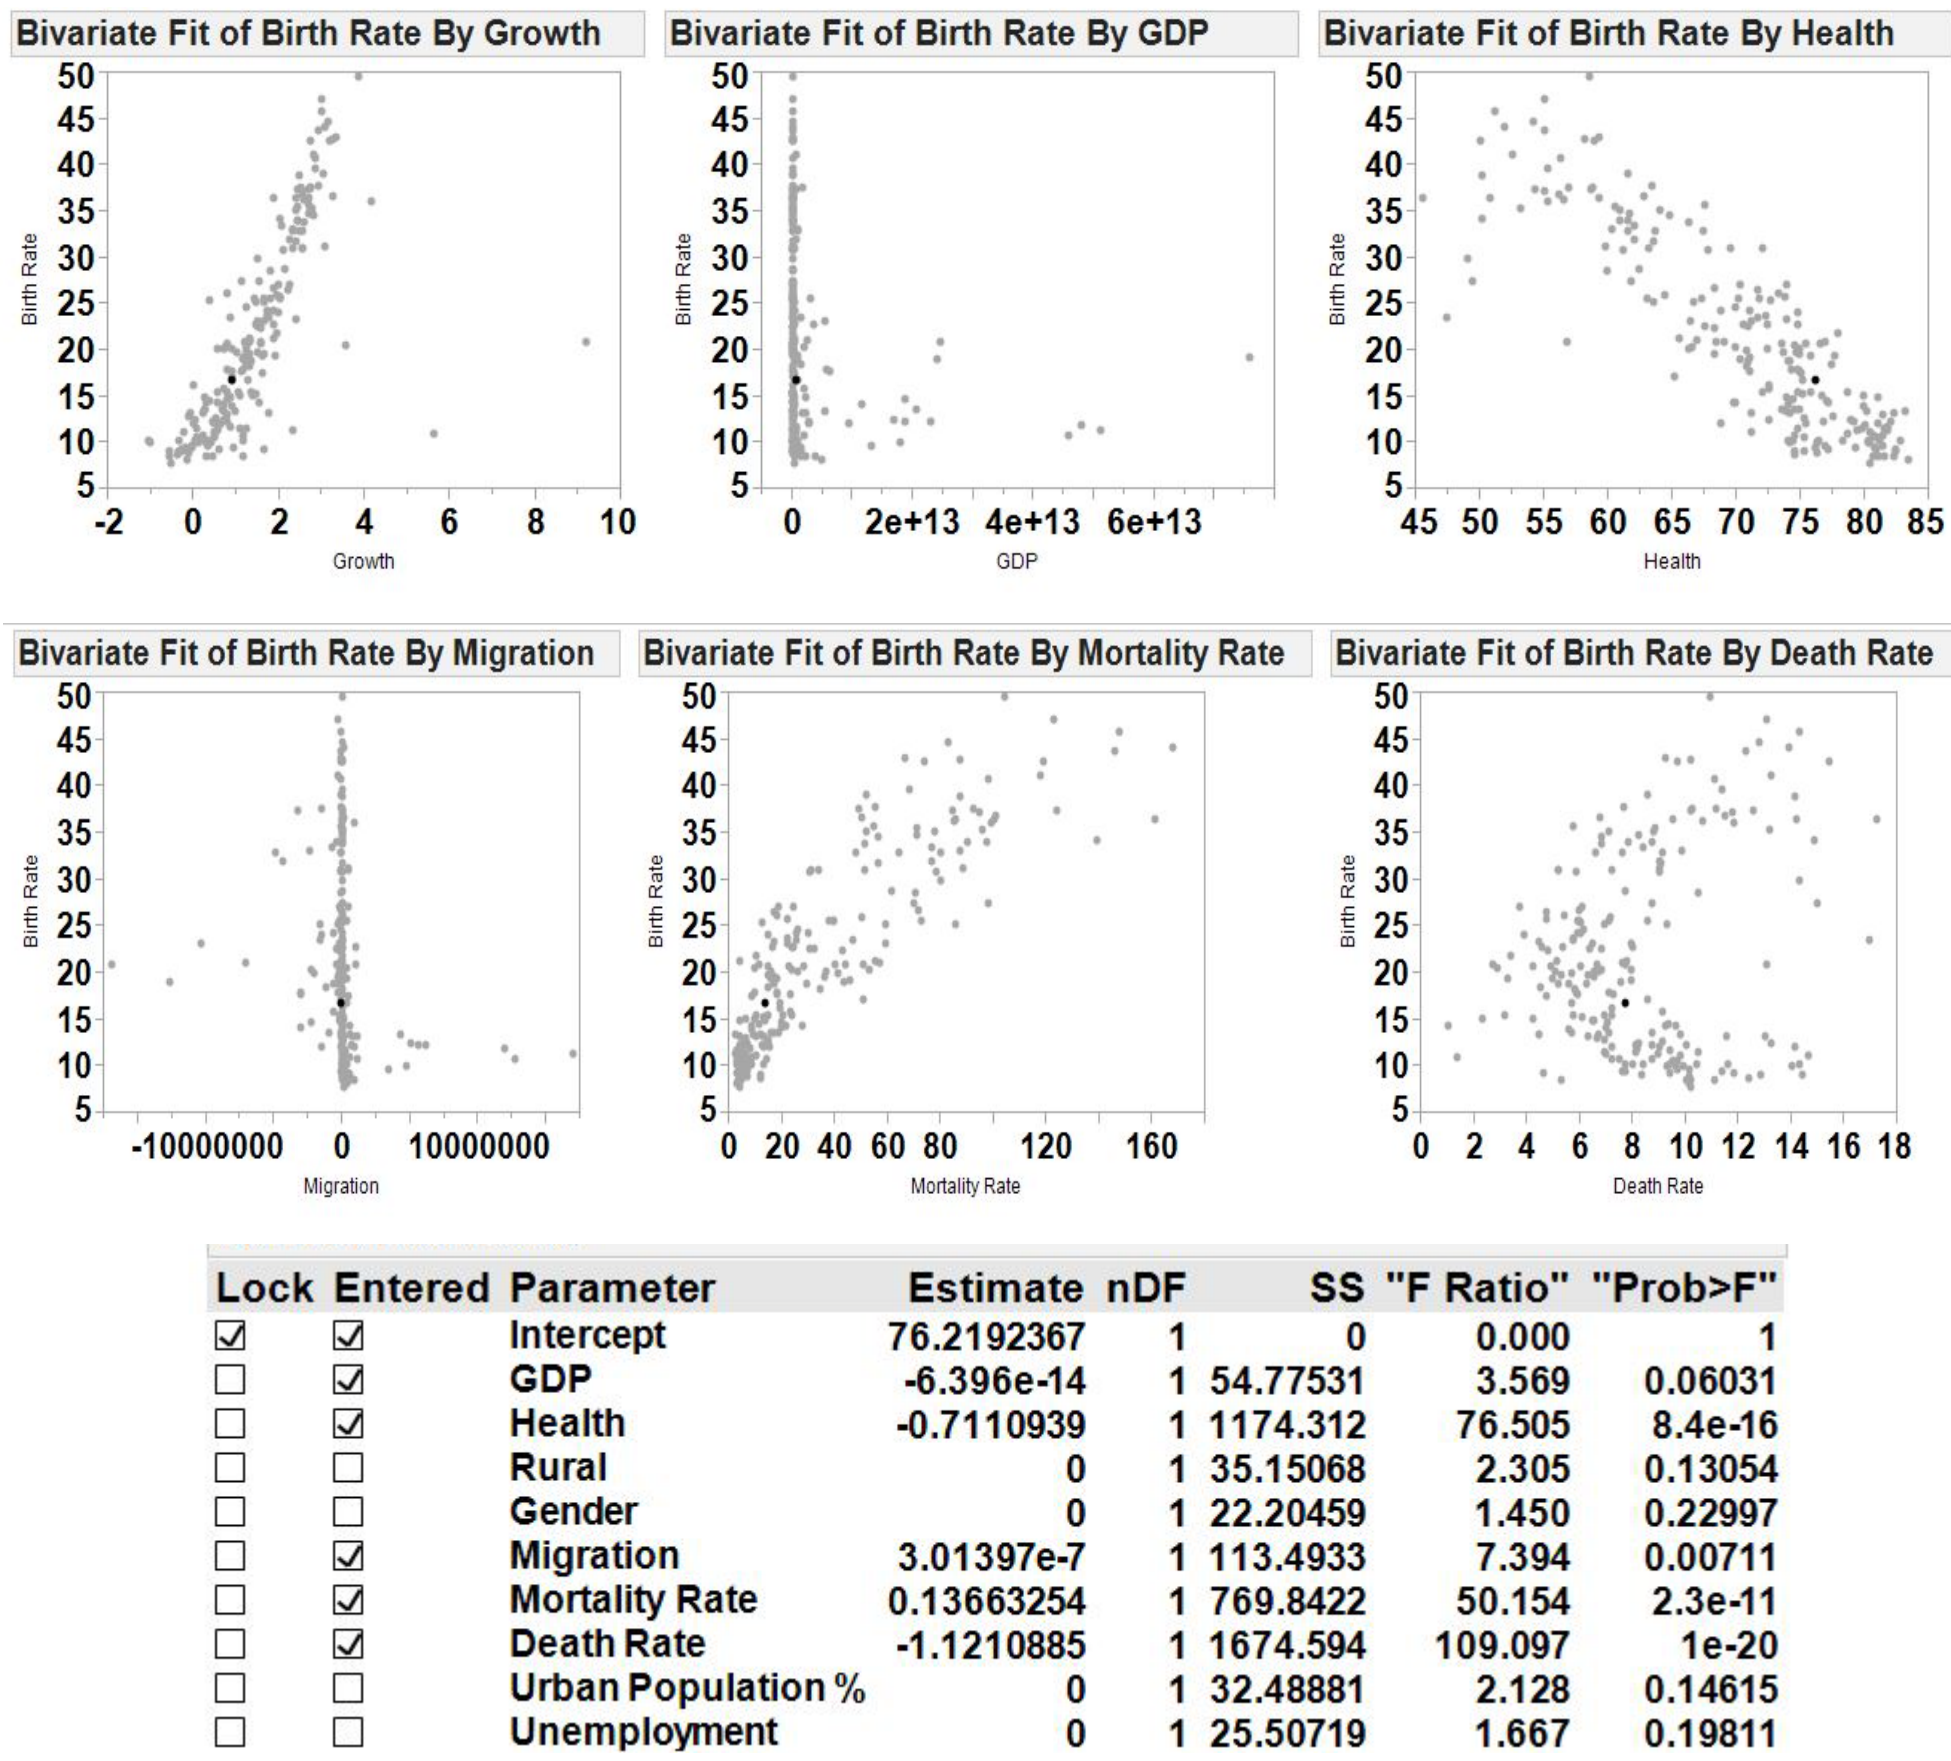 Bivariate Fit of Birth Rate By Growth
50
45
40
35
30
25
20
15
10
5
Birth Rate
-2 0 2 4 6 8 10
Growth
Bivariate Fit of Birth Rate By GDP
50
45
40
35
30
25
20
15
10
5
Birth Rate
0 2e+13 4e+13 6e+13
GDP
Bivariate Fit of Birth Rate By Health
50
45
40
35
30
25
20
15
10
5
Birth Rate
45 50 55 60 65 70 75 80 85
Health
Bivariate Fit of Birth Rate By Migration
50
45
40
35
30
25
20
15
10
5
Birth Rate
-10000000 0 10000000
Migration
Bivariate Fit of Birth Rate By Mortality Rate
50
45
40
35
30
25
20
15
10
5
Birth Rate
0 20 40 60 80 120 160
Mortality Rate
Bivariate Fit of Birth Rate By Death Rate
50
45
40
35
30
25
20
15
10
5
Birth Rate
0 2 4 6 8 10 12 14 16 18
Death Rate
Lock Entered Parameter Estimate nDF SS "F Ratio" "Prob>F"
Intercept 76.2192367 1 0 0.000 1
GDP -6.396e-14 1 54.77531 3.569 0.06031
Health -0.7110939 1 1174.312 76.505 8.4e-16
Rural 0 1 35.15068 2.305 0.13054
Gender 0 1 22.20459 1.450 0.22997
Migration 3.01397e-7 1 113.4933 7.394 0.00711
Mortality Rate 0.13663254 1 769.8422 50.154 2.3e-11
Death Rate -1.1210885 1 1674.594 109.097 1e-20
Urban Population % 0 1 32.48881 2.128 0.14615
Unemployment 0 1 25.50719 1.667 0.19811